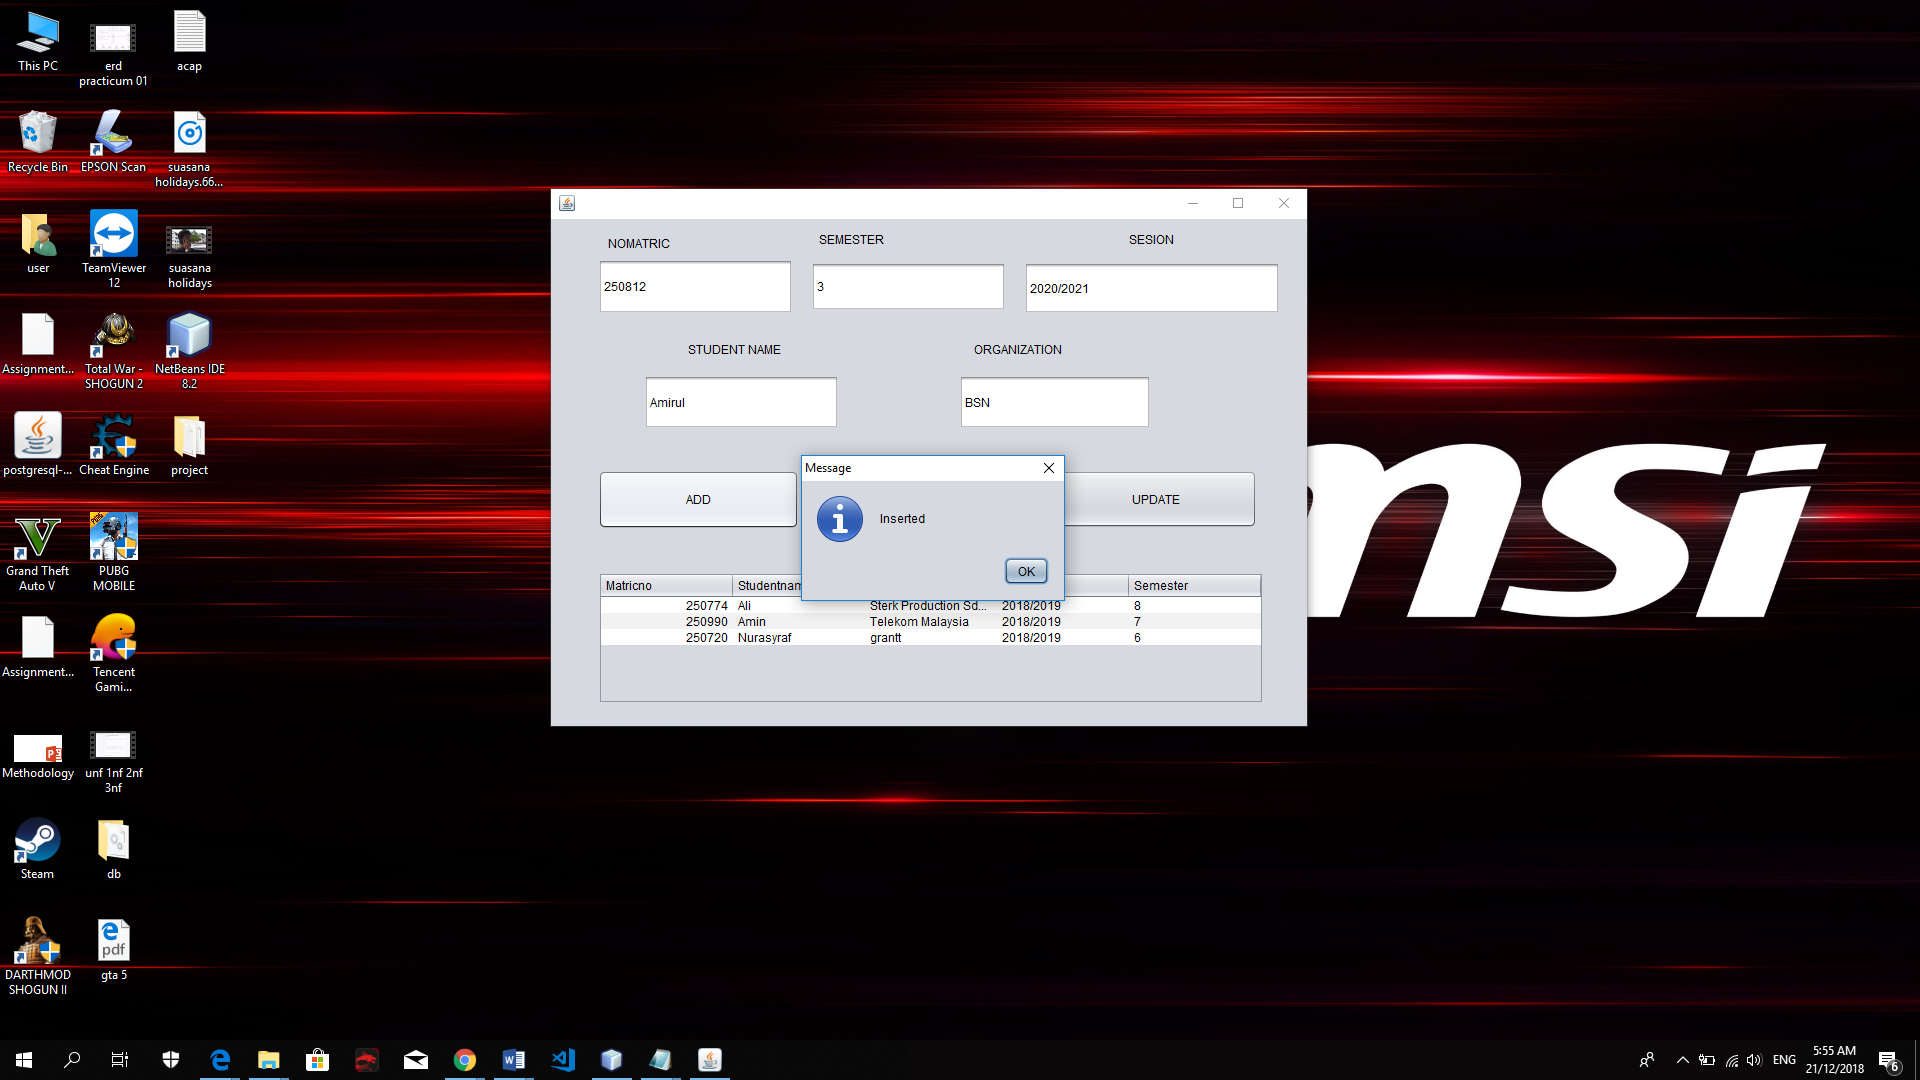 This PC
erd
practicum 01
acap
Recycle Bin
EPSON Scan
suasana
holidays.66...
user
TeamViewer
12
suasana
holidays
Assignment...
Total War -
SHOGUN 2
NetBeans IDE
8.2
postgresql-...
Cheat Engine
project
Grand Theft
Auto V
PUBG
MOBILE
Assignment...
Tencent
Gami...
Methodology
unf 1nf 2nf
3nf
Steam
db
DARTHMOD
SHOGUN II
pdf
gta 5
NOMATRIC
SEMESTER
SESION
250812
3
2020/2021
STUDENT NAME
ORGANIZATION
Amirul
BSN
ADD
UPDATE
Message
Inserted
OK
Matricno Studentnam Semester
250774 Ali Sterk Production Sd... 2018/2019 8
250990 Amin Telekom Malaysia 2018/2019 7
250720 Nurasyraf grantt 2018/2019 6
msi
ENG
5:55 AM
21/12/2018
6